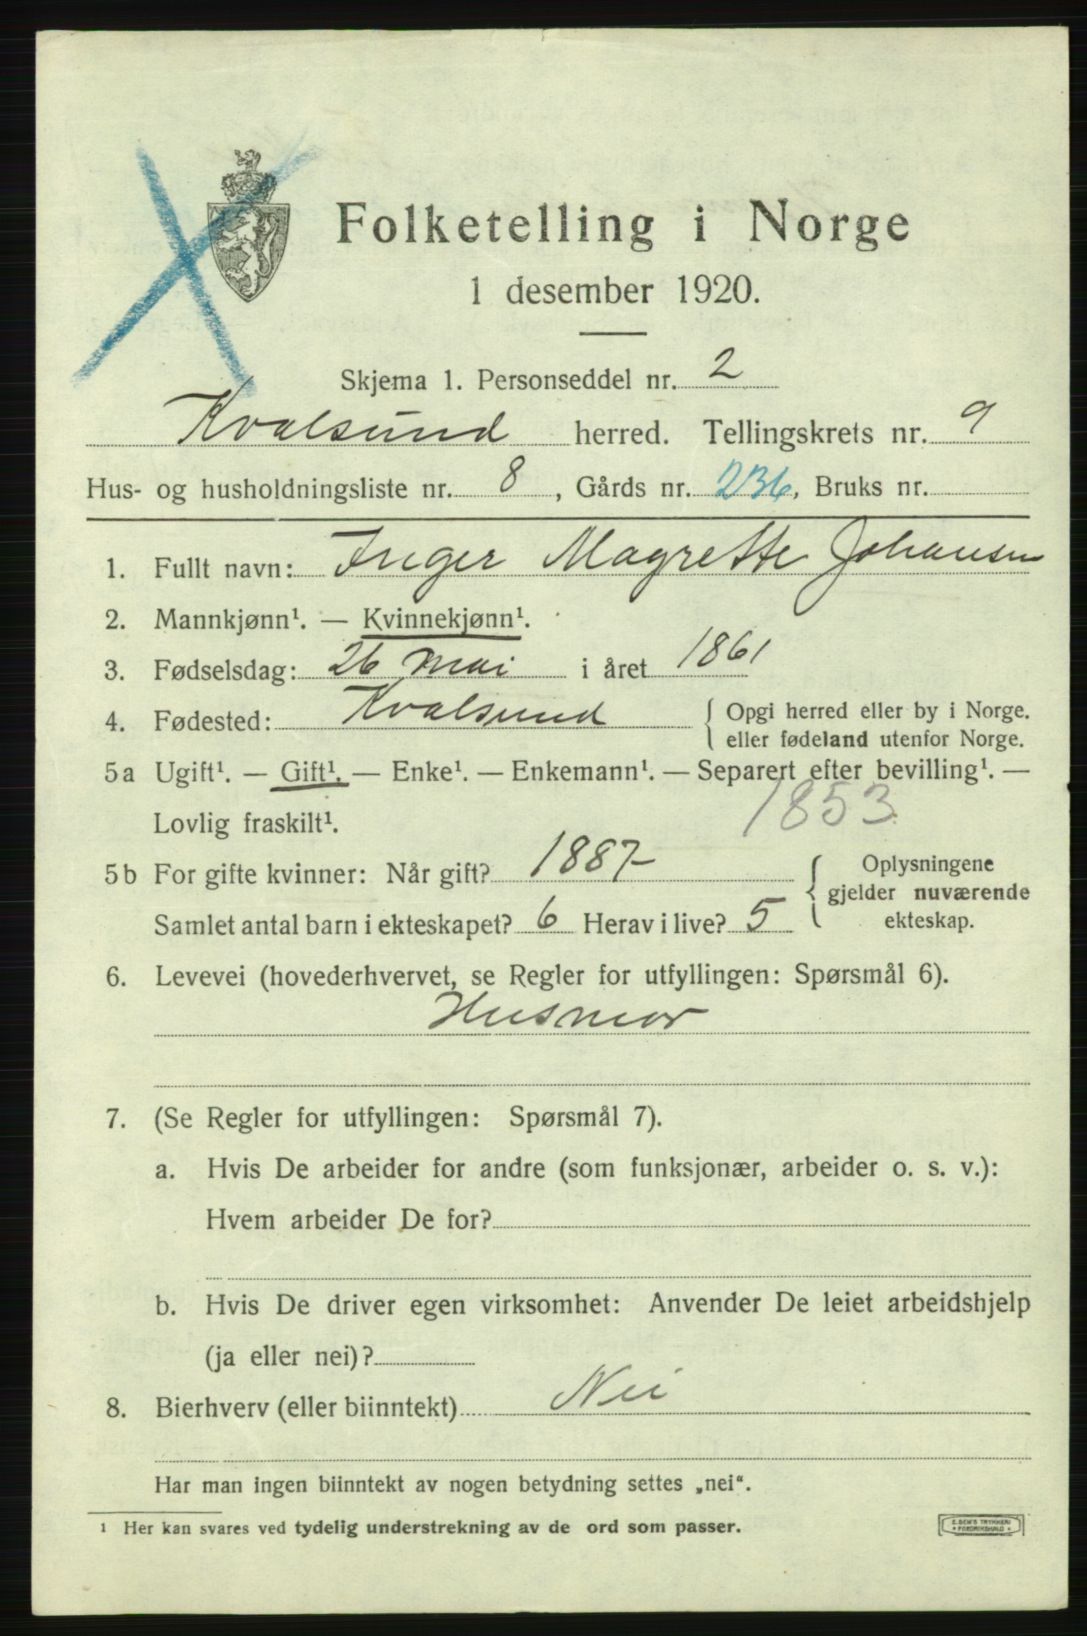 Folketelling i Norge
1 desember 1920.
Skjema 1. Personseddel nr. 2
Kvalsund herred. Tellingskrets nr. 9
Hus- og husholdningsliste nr. 8, Gårds nr. 236, Bruks nr.
1. Fullt navn: Inger Magrette Johansen
2. Mannkjønn¹. — Kvinnekjønn¹.
3. Fødselsdag: 26 Mai i året 1861
4. Fødested: Kvalsund { Opgi herred eller by i Norge.
eller fødeland utenfor Norge.
5a Ugift¹. — Gift¹. — Enke¹. — Enkemann¹. — Separert efter bevilling¹. —
Lovlig fraskilt¹. 1853
5b For gifte kvinner: Når gift? 1887 { Oplysningene
gjelder nuværende
Samlet antal barn i ekteskapet? 6 Herav i live? 5 ekteskap.
6. Levevei (hovederhvervet, se Regler for utfyllingen: Spørsmål 6).
Husmor
7. (Se Regler for utfyllingen: Spørsmål 7).
a. Hvis De arbeider for andre (som funksjonær, arbeider o. s. v.):
Hvem arbeider De for?
b. Hvis De driver egen virksomhet: Anvender De leiet arbeidshjelp
(ja eller nei)?
8. Bierhverv (eller biinntekt) Nei
Har man ingen biinntekt av nogen betydning settes „nei“.
¹ Her kan svares ved tydelig understrekning av de ord som passer.
E. SEM'S TRYKKERI
FREDRIKSHALD